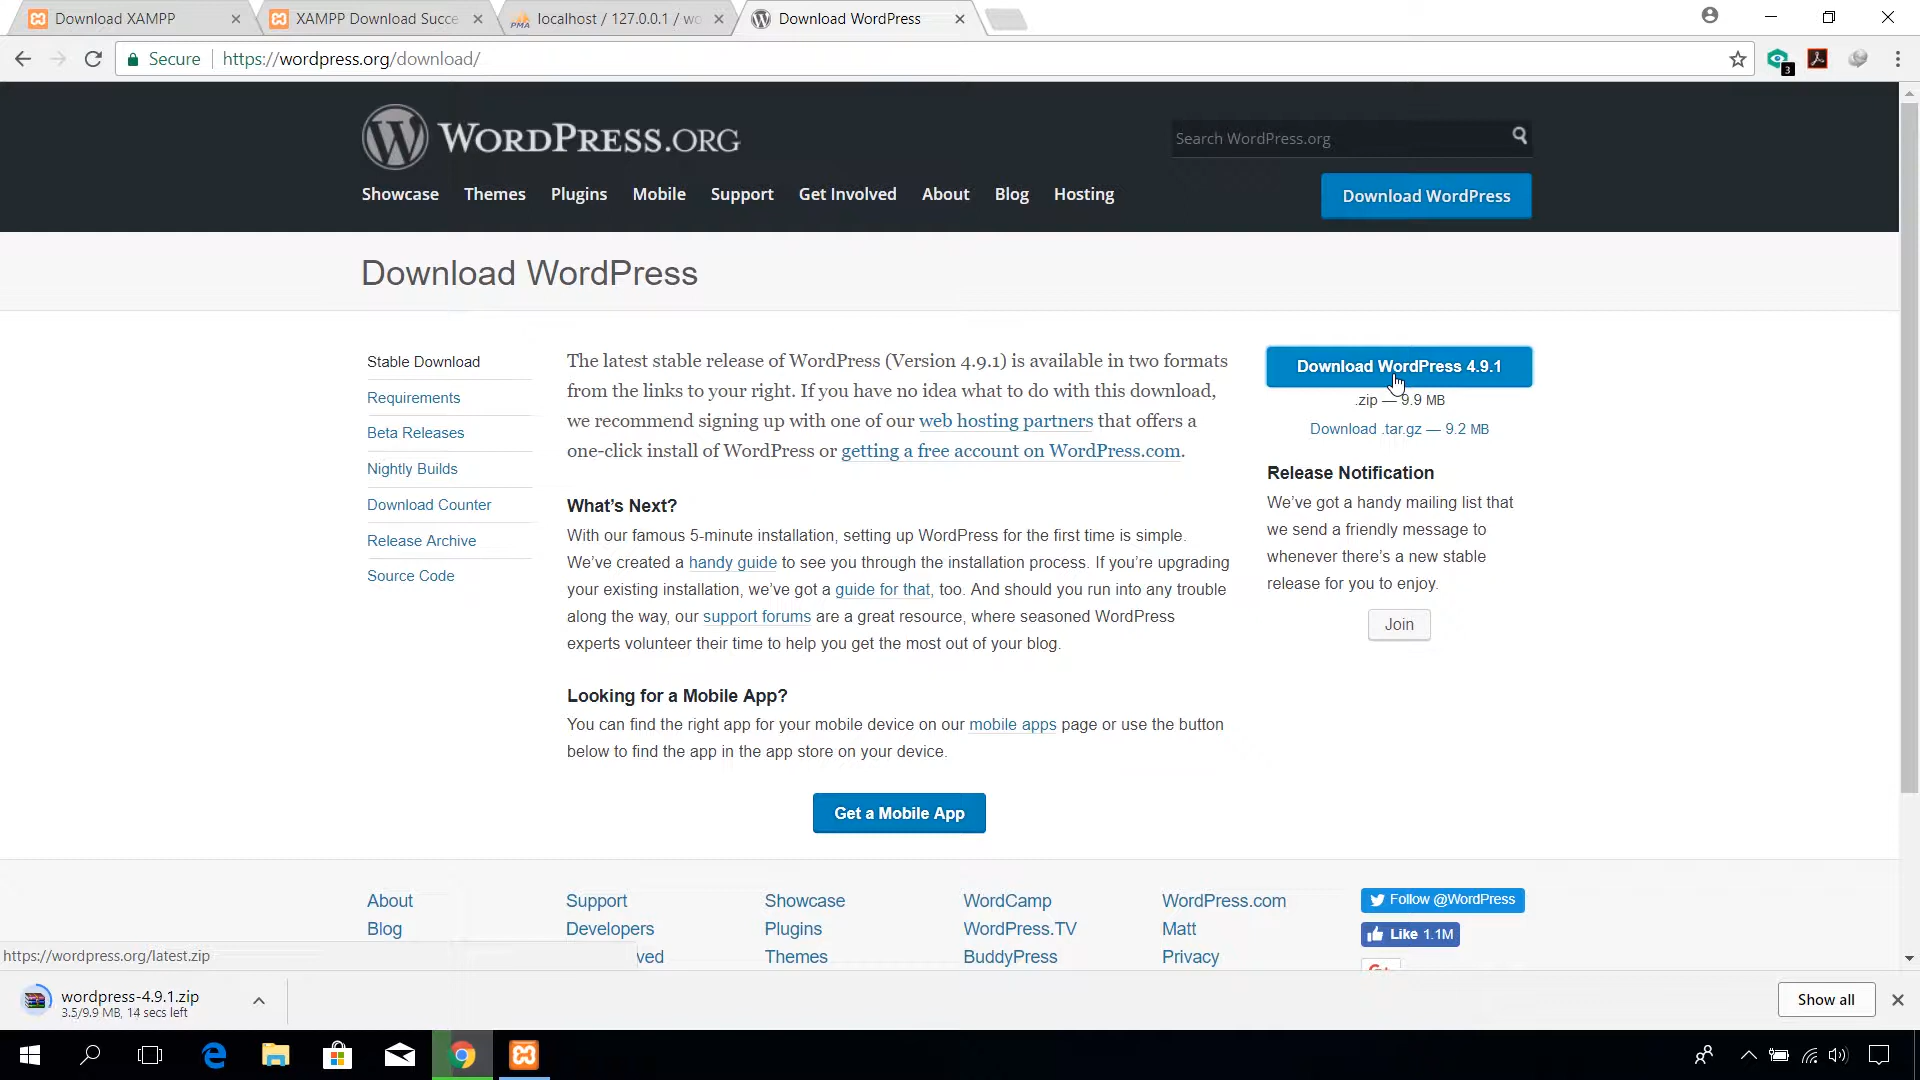 Download XAMPP
XAMPP Download Succe
localhost / 127.0.0.1 / wo
Download WordPress
Secure
https://wordpress.org/download/
3
WORDPRESS.ORG
Search WordPress.org
Showcase
Themes
Plugins
Mobile
Support
Get Involved
About
Blog
Hosting
Download WordPress
Download WordPress
Stable Download
Requirements
Beta Releases
Nightly Builds
Download Counter
Release Archive
Source Code
The latest stable release of WordPress (Version 4.9.1) is available in two formats
from the links to your right. If you have no idea what to do with this download,
we recommend signing up with one of our web hosting partners that offers a
one-click install of WordPress or getting a free account on WordPress.com.
What’s Next?
With our famous 5-minute installation, setting up WordPress for the first time is simple.
We’ve created a handy guide to see you through the installation process. If you’re upgrading
your existing installation, we’ve got a guide for that, too. And should you run into any trouble
along the way, our support forums are a great resource, where seasoned WordPress
experts volunteer their time to help you get the most out of your blog.
Looking for a Mobile App?
You can find the right app for your mobile device on our mobile apps page or use the button
below to find the app in the app store on your device.
Get a Mobile App
Download WordPress 4.9.1
.zip — 9.9 MB
Download .tar.gz — 9.2 MB
Release Notification
We’ve got a handy mailing list that
we send a friendly message to
whenever there’s a new stable
release for you to enjoy.
Join
About
Blog
Support
Developers
ved
Showcase
Plugins
Themes
WordCamp
WordPress.TV
BuddyPress
WordPress.com
Matt
Privacy
Follow @WordPress
Like 1.1M
https://wordpress.org/latest.zip
wordpress-4.9.1.zip
3.5/9.9 MB, 14 secs left
Show all